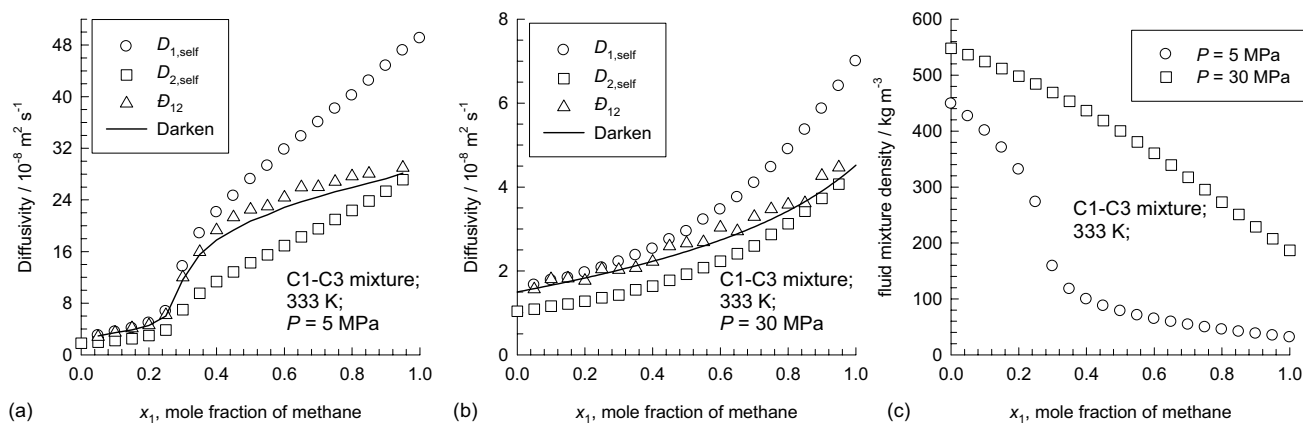 48
40
32
24
16
8
0
Diffusivity / 10⁻⁸ m² s⁻¹
D1,self
D2,self
Đ12
Darken
C1-C3 mixture;
333 K;
P = 5 MPa
0.0 0.2 0.4 0.6 0.8 1.0
(a)
x1, mole fraction of methane
8
6
4
2
0
Diffusivity / 10⁻⁸ m² s⁻¹
D1,self
D2,self
Đ12
Darken
C1-C3 mixture;
333 K;
P = 30 MPa
0.0 0.2 0.4 0.6 0.8 1.0
(b)
x1, mole fraction of methane
600
500
400
300
200
100
0
fluid mixture density / kg m⁻³
P = 5 MPa
P = 30 MPa
C1-C3 mixture;
333 K;
0.0 0.2 0.4 0.6 0.8 1.0
(c)
x1, mole fraction of methane